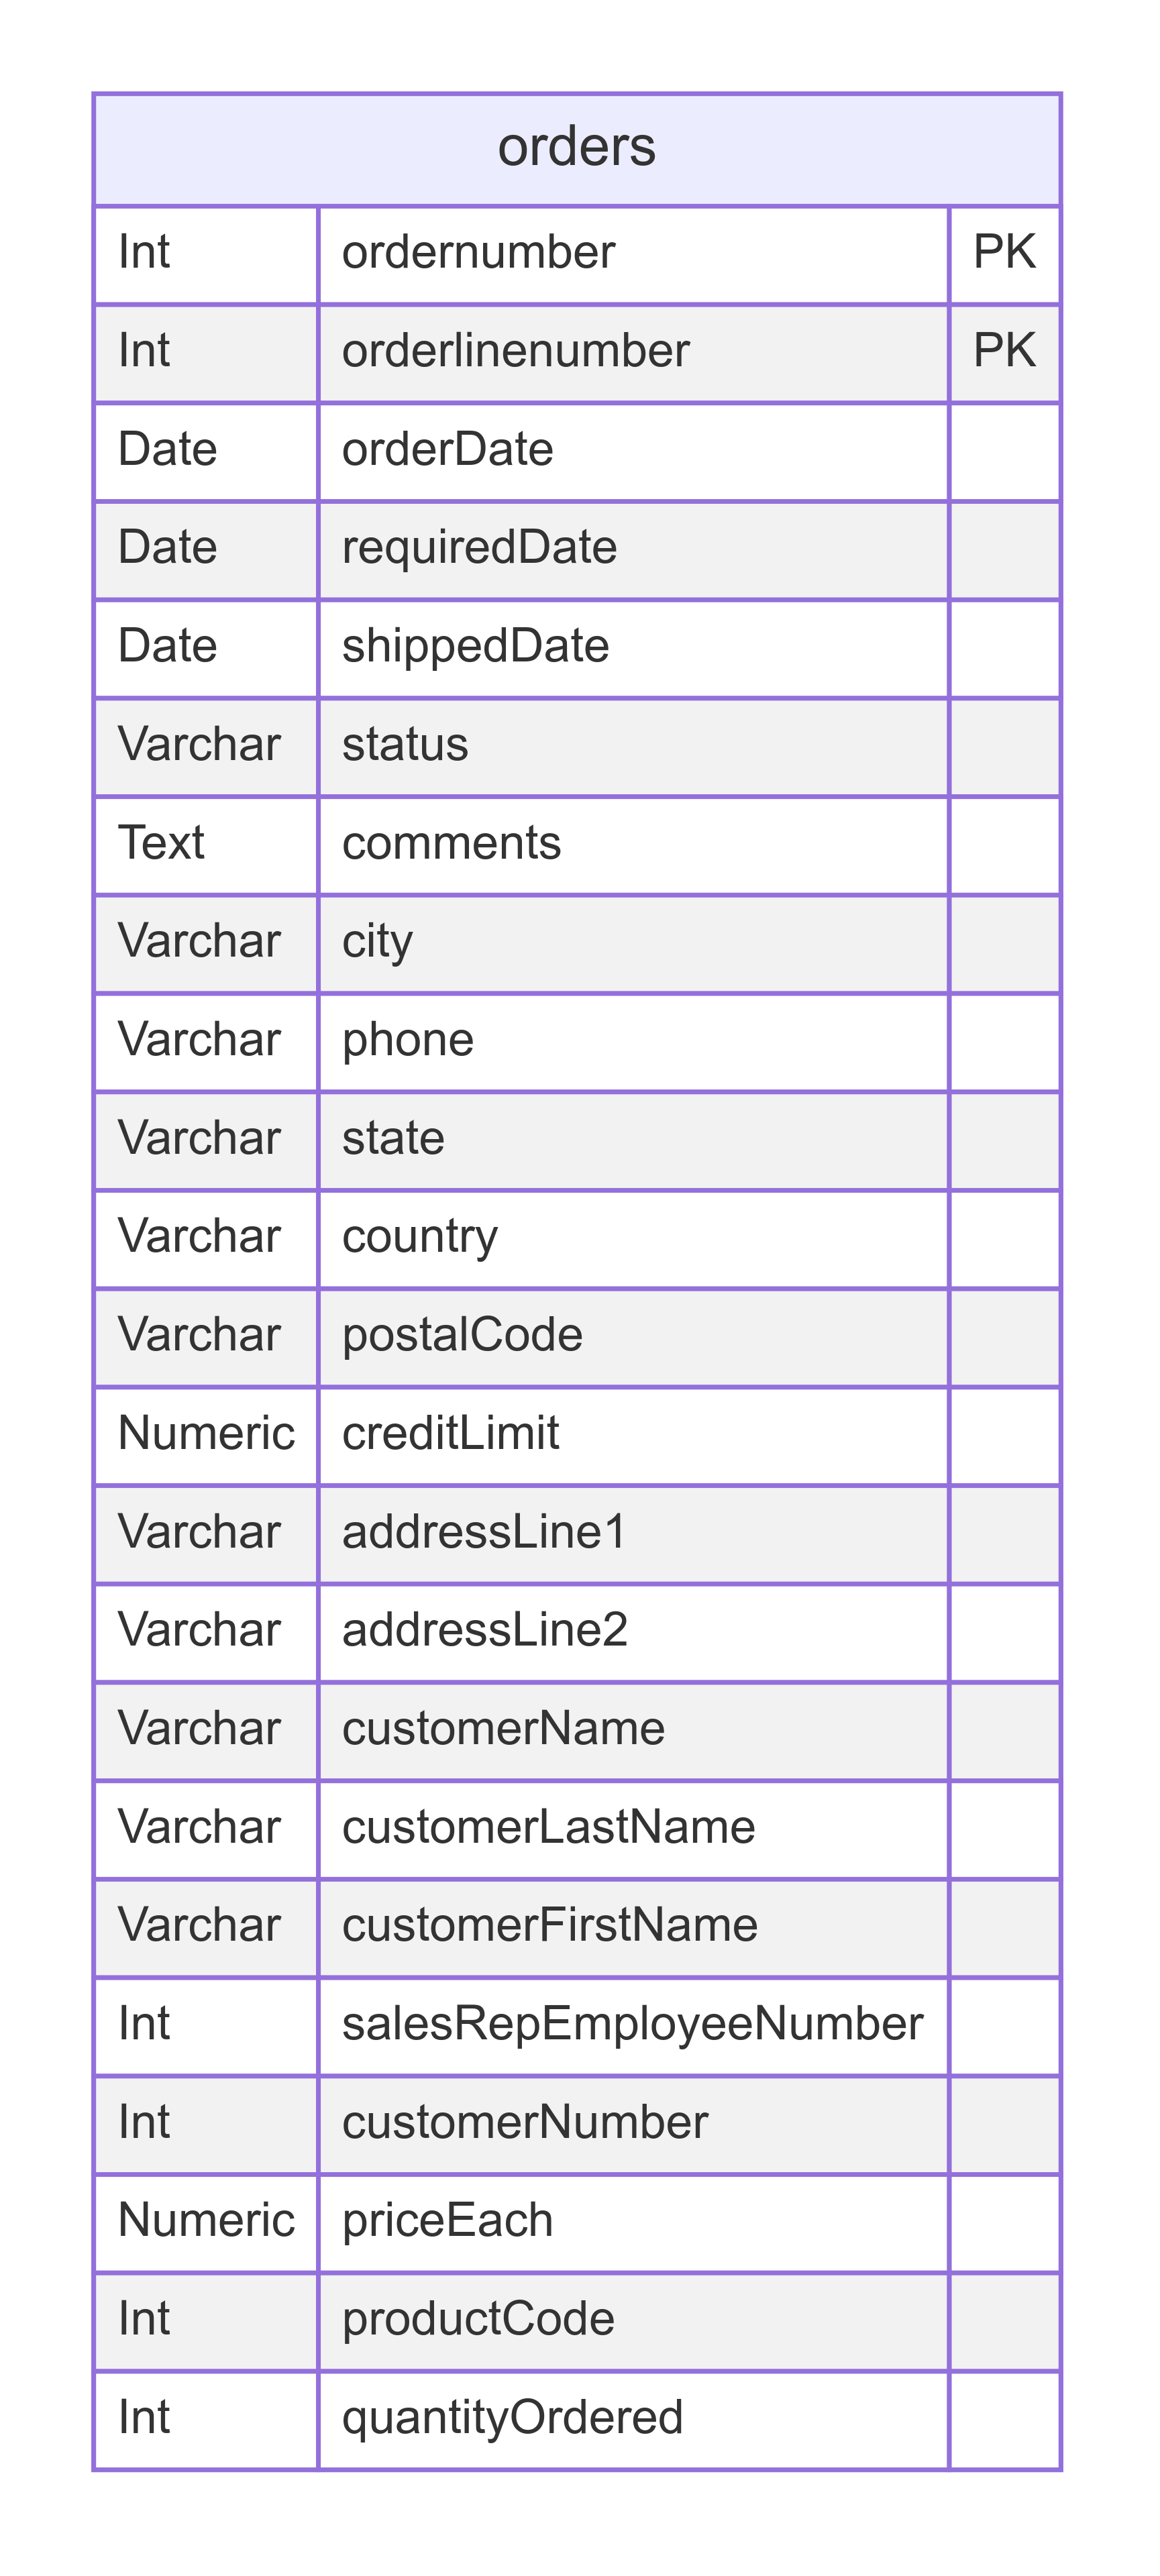 orders
Int ordernumber PK
Int orderlinenumber PK
Date orderDate
Date requiredDate
Date shippedDate
Varchar status
Text comments
Varchar city
Varchar phone
Varchar state
Varchar country
Varchar postalCode
Numeric creditLimit
Varchar addressLine1
Varchar addressLine2
Varchar customerName
Varchar customerLastName
Varchar customerFirstName
Int salesRepEmployeeNumber
Int customerNumber
Numeric priceEach
Int productCode
Int quantityOrdered